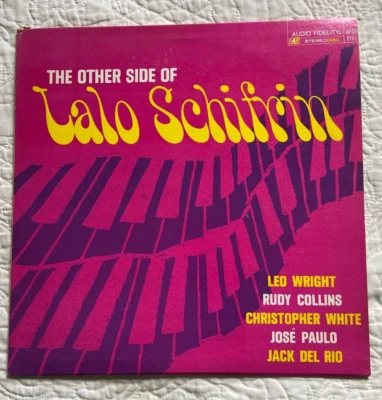 AUDIO FIDELITY
STEREODISC
THE OTHER SIDE OF
Lalo Schifrin
LEO WRIGHT
RUDY COLLINS
CHRISTOPHER WHITE
JOSÉ PAULO
JACK DEL RIO